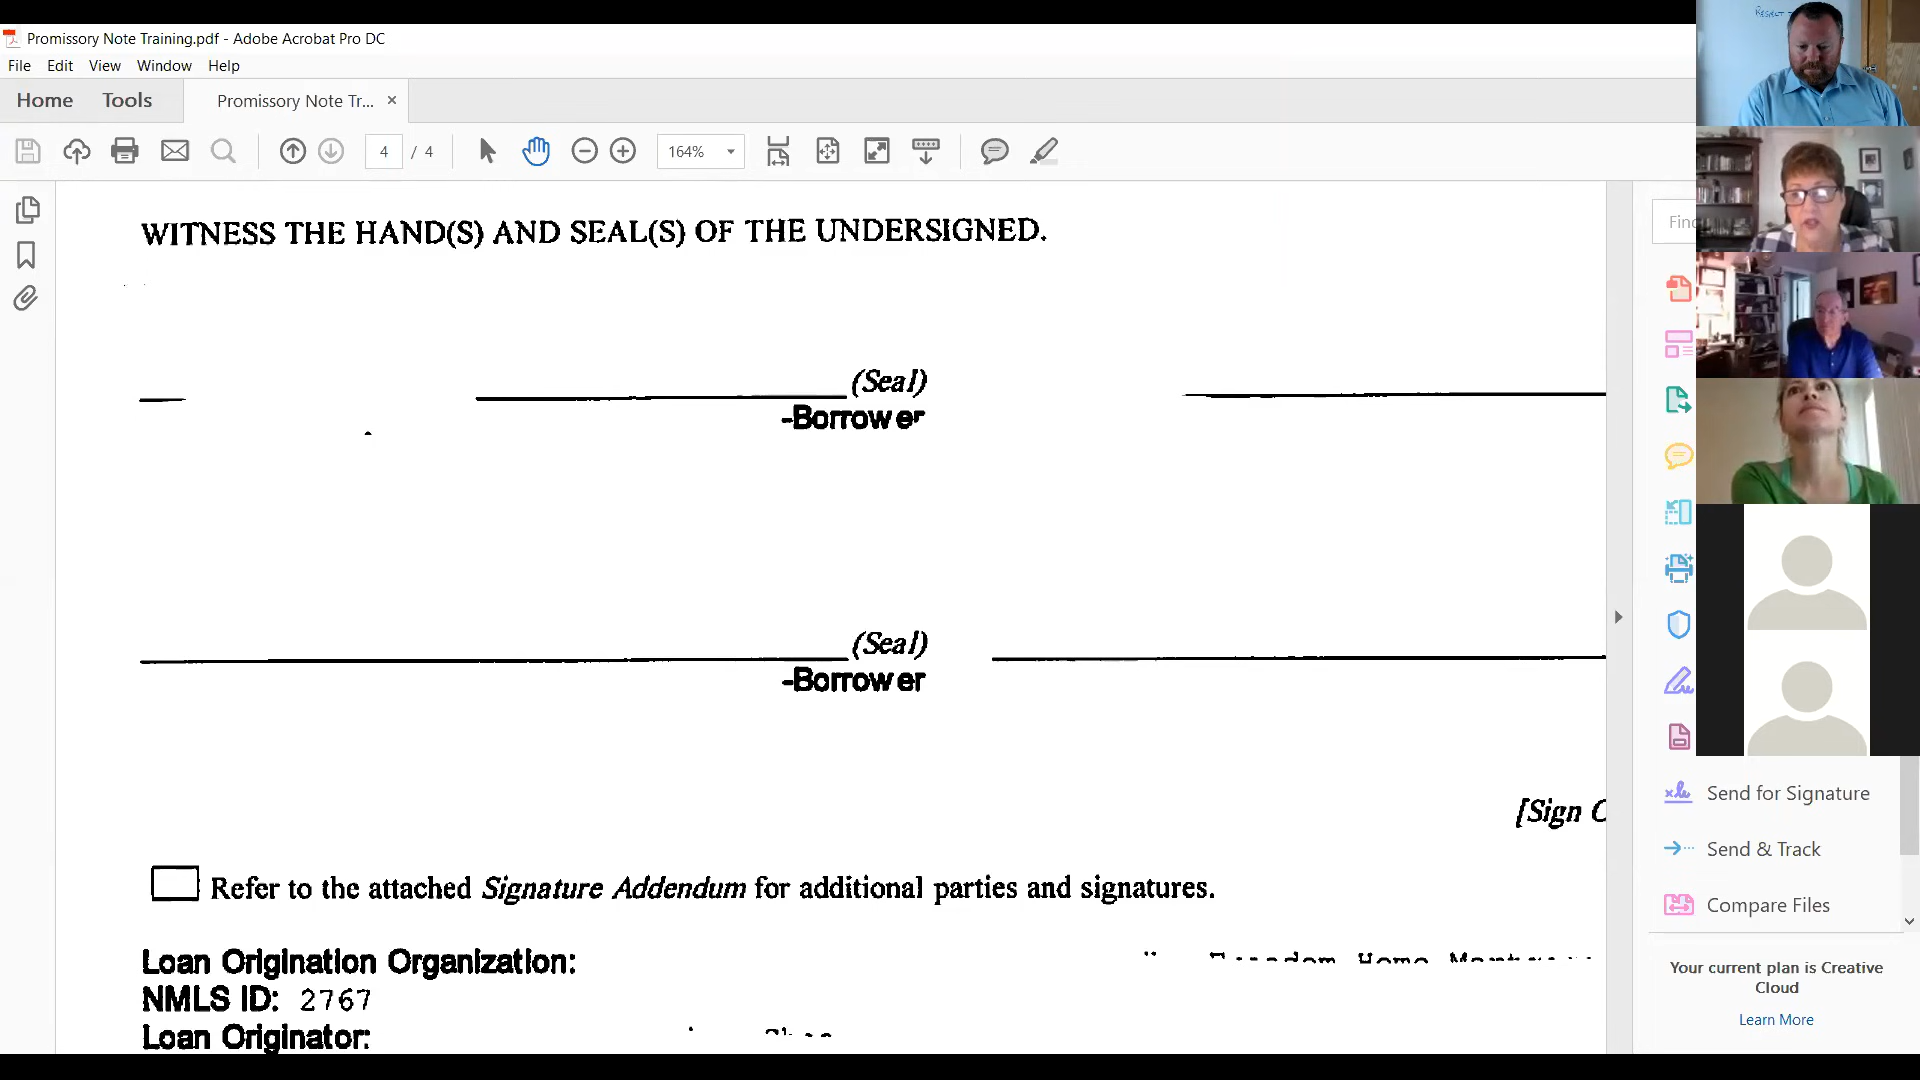 Promissory Note Training.pdf - Adobe Acrobat Pro DC
File Edit View Window Help
Home Tools Promissory Note Tr... ×
4 / 4 164%
WITNESS THE HAND(S) AND SEAL(S) OF THE UNDERSIGNED.
Find
(Seal)
-Borrower
(Seal)
-Borrower
[Sign
Refer to the attached Signature Addendum for additional parties and signatures.
Loan Origination Organization:
NMLS ID: 2767
Loan Originator:
Send for Signature
Send & Track
Compare Files
Your current plan is Creative
Cloud
Learn More